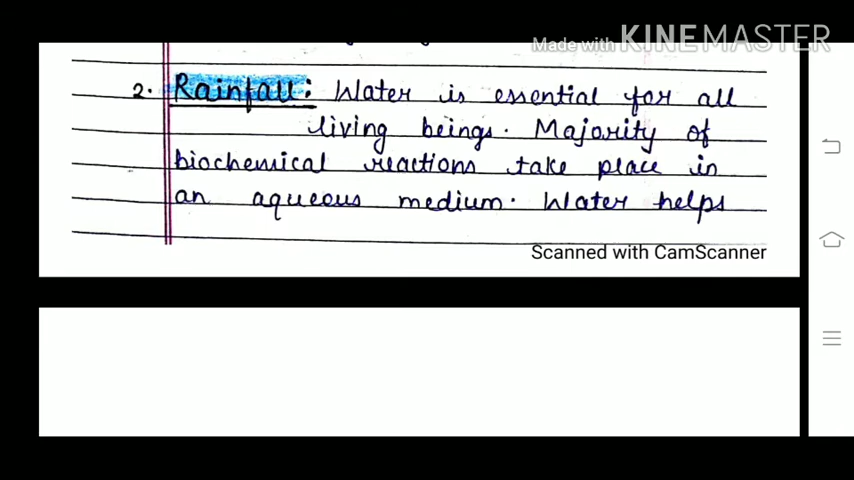 Made with KINEMASTER
2. Rainfall: Water is essential for all
living beings. Majority of
biochemical reactions take place in
an aqueous medium. Water helps
Scanned with CamScanner